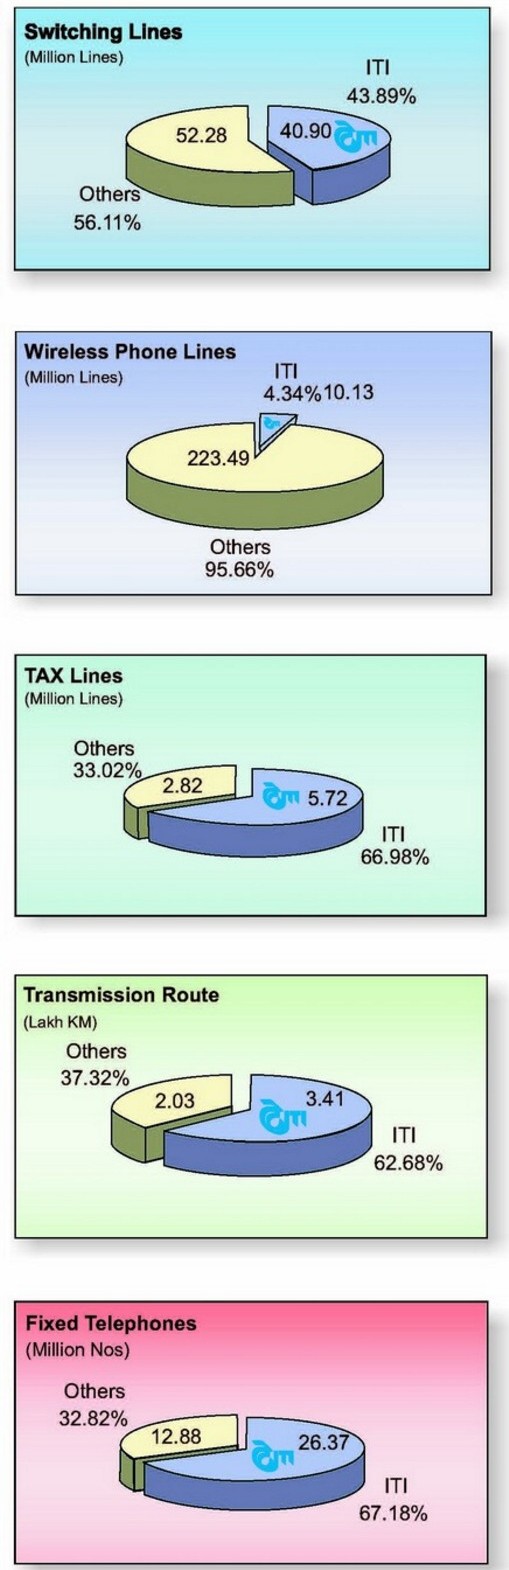 Switching Lines
(Million Lines)
ITI
43.89%
52.28
40.90
Others
56.11%
Wireless Phone Lines
(Million Lines)
ITI
4.34% 10.13
223.49
Others
95.66%
TAX Lines
(Million Lines)
Others
33.02%
2.82
5.72
ITI
66.98%
Transmission Route
(Lakh KM)
Others
37.32%
2.03
3.41
ITI
62.68%
Fixed Telephones
(Million Nos)
Others
32.82%
12.88
26.37
ITI
67.18%